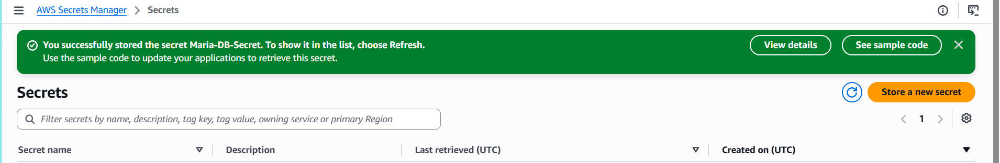 AWS Secrets Manager > Secrets
You successfully stored the secret Maria-DB-Secret. To show it in the list, choose Refresh.
Use the sample code to update your applications to retrieve this secret.
View details
See sample code
Secrets
Store a new secret
Filter secrets by name, description, tag key, tag value, owning service or primary Region
1
Secret name
Description
Last retrieved (UTC)
Created on (UTC)